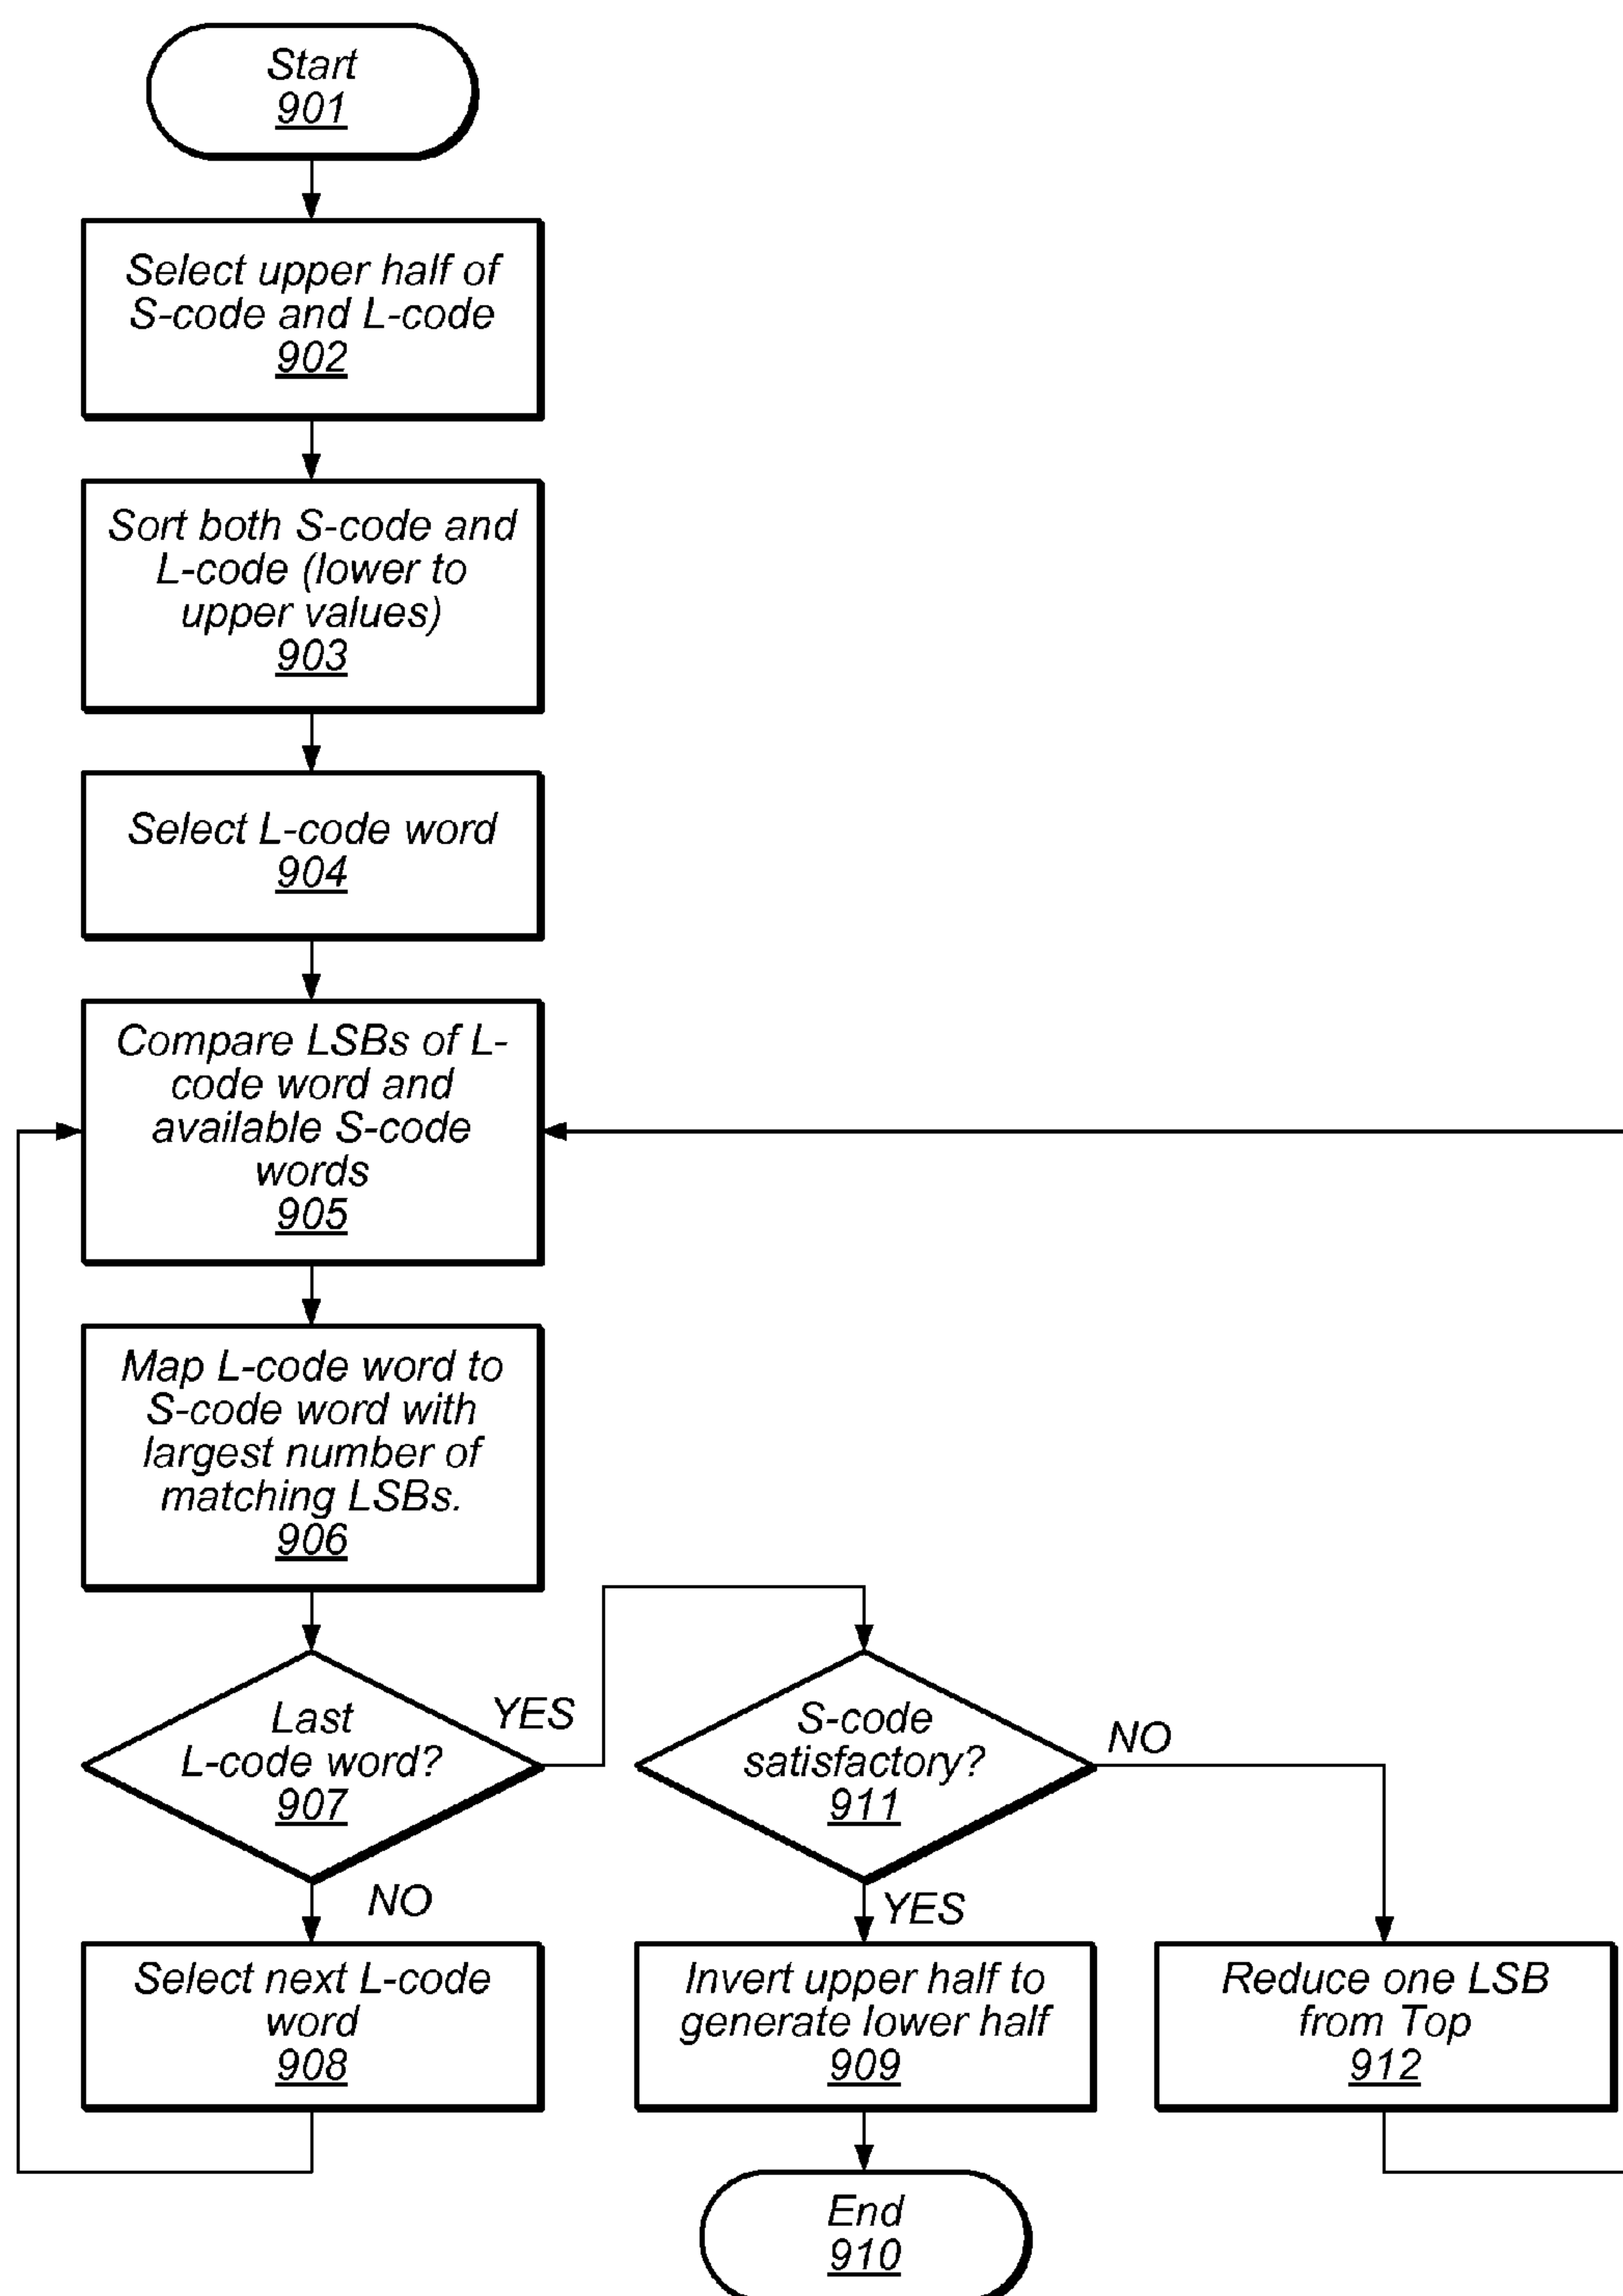 Start
901
Select upper half of
S-code and L-code
902
Sort both S-code and
L-code (lower to
upper values)
903
Select L-code word
904
Compare LSBs of L-
code word and
available S-code
words
905
Map L-code word to
S-code word with
largest number of
matching LSBs.
906
Last
L-code word?
907
YES
NO
S-code
satisfactory?
911
NO
YES
Select next L-code
word
908
Invert upper half to
generate lower half
909
Reduce one LSB
from Top
912
End
910